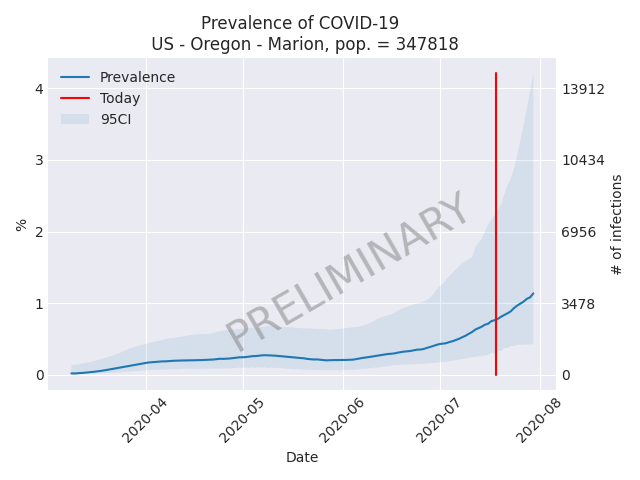 Prevalence of COVID-19
US - Oregon - Marion, pop. = 347818
Prevalence
Today
95CI
PRELIMINARY
%
4
3
2
1
0
13912
10434
6956
3478
0
# of infections
2020-04
2020-05
2020-06
2020-07
2020-08
Date